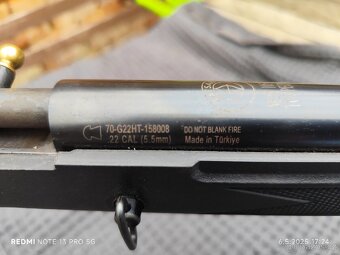 70-G22HT-158008
DO NOT BLANK FIRE
22 CAL (5.5mm)
Made in Türkiye
REDMI NOTE 13 PRO 5G
6.5.2025 17:24